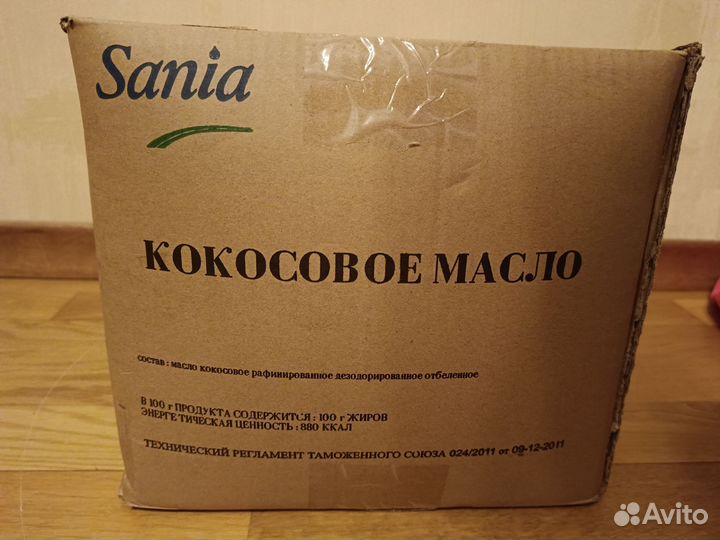 Sania
КОКОСОВОЕ МАСЛО
состав : масло кокосовое рафинированное дезодорированное отбеленное
В 100 г ПРОДУКТА СОДЕРЖИТСЯ : 100 г ЖИРОВ
ЭНЕРГЕТИЧЕСКАЯ ЦЕННОСТЬ : 880 ККАЛ
ТЕХНИЧЕСКИЙ РЕГЛАМЕНТ ТАМОЖЕННОГО СОЮЗА 024/2011 от 09-12-2011
Avito